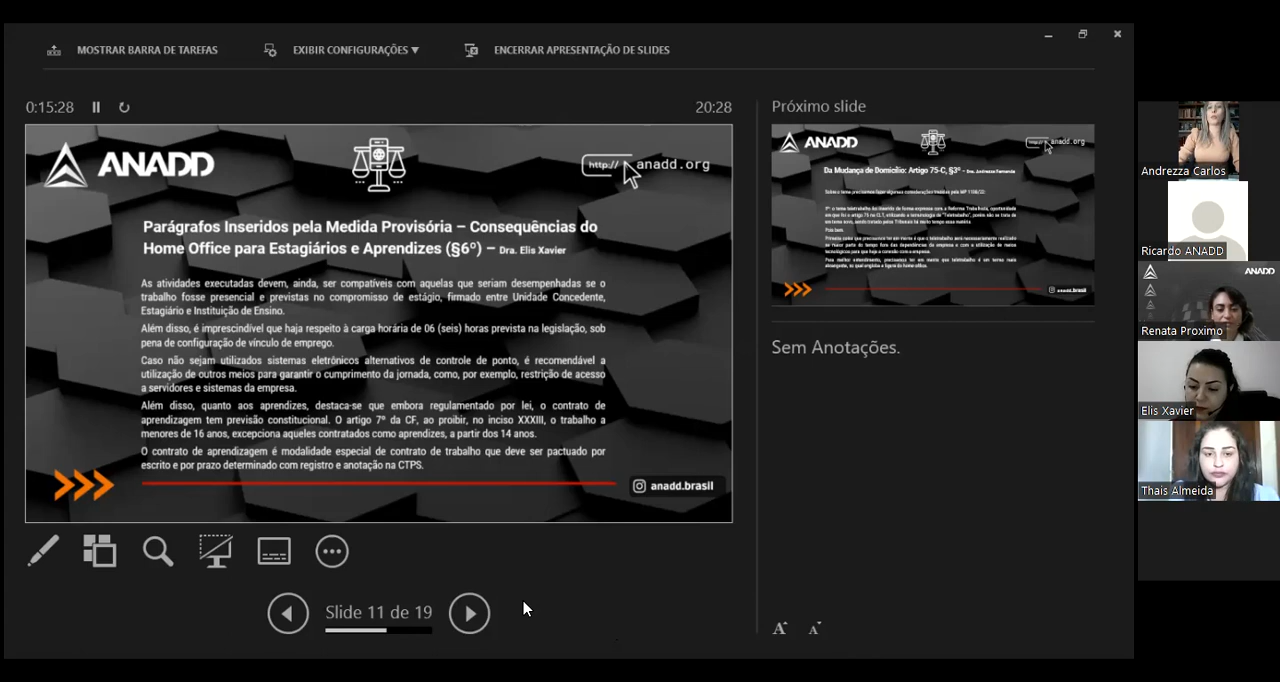 MOSTRAR BARRA DE TAREFAS
EXIBIR CONFIGURAÇÕES ▼
ENCERRAR APRESENTAÇÃO DE SLIDES
0:15:28
20:28
ANADD
http://
anadd.org
Parágrafos Inseridos pela Medida Provisória – Consequências do
Home Office para Estagiários e Aprendizes (§6º) – Dra. Elis Xavier
As atividades executadas devem, ainda, ser compatíveis com aquelas que seriam desempenhadas se o
trabalho fosse presencial e previstas no compromisso de estágio, firmado entre Unidade Concedente,
Estagiário e Instituição de Ensino.
Além disso, é imprescindível que haja respeito à carga horária de 06 (seis) horas prevista na legislação, sob
pena de configuração de vínculo de emprego.
Caso não sejam utilizados sistemas eletrônicos alternativos de controle de ponto, é recomendável a
utilização de outros meios para garantir o cumprimento da jornada, como, por exemplo, restrição de acesso
a servidores e sistemas da empresa.
Além disso, quanto aos aprendizes, destaca-se que embora regulamentado por lei, o contrato de
aprendizagem tem previsão constitucional. O artigo 7º da CF, ao proibir, no inciso XXXIII, o trabalho a
menores de 16 anos, excepciona aqueles contratados como aprendizes, a partir dos 14 anos.
O contrato de aprendizagem é modalidade especial de contrato de trabalho que deve ser pactuado por
escrito e por prazo determinado com registro e anotação na CTPS.
anadd.brasil
Slide 11 de 19
Próximo slide
ANADD
http://
anadd.org
Da Mudança de Domicílio: Artigo 75-C, §3º –
anadd.brasil
Sem Anotações.
A
A
Andrezza Carlos
Ricardo ANADD
ANADD
Renata Proximo
Elis Xavier
Thais Almeida